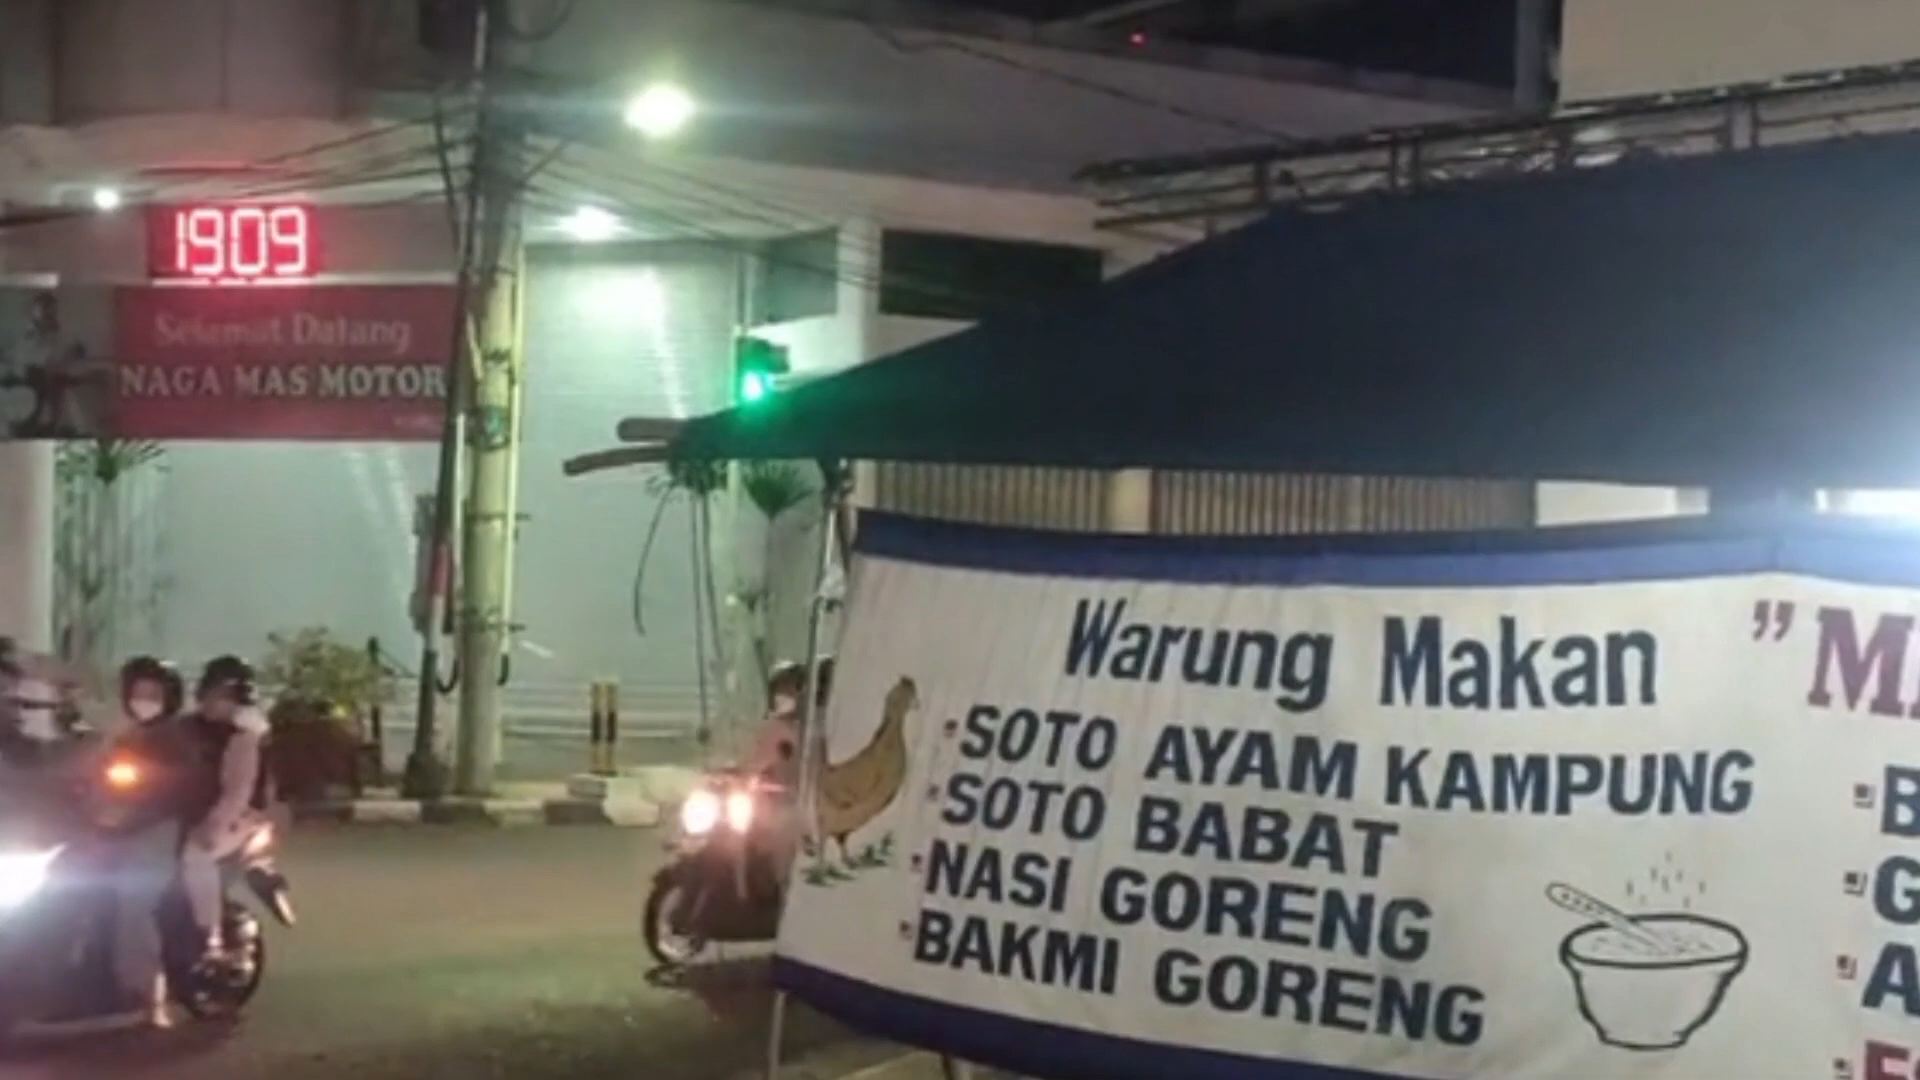 1909
Selamat Datang
NAGA MAS MOTOR
Warung Makan "M
SOTO AYAM KAMPUNG
SOTO BABAT
NASI GORENG
BAKMI GORENG
B
G
A